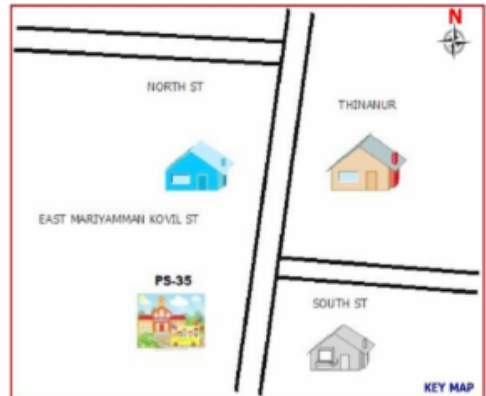 N
NORTH ST
THINANUR
EAST MARIYAMMAN KOVIL ST
PS-35
SOUTH ST
KEY MAP